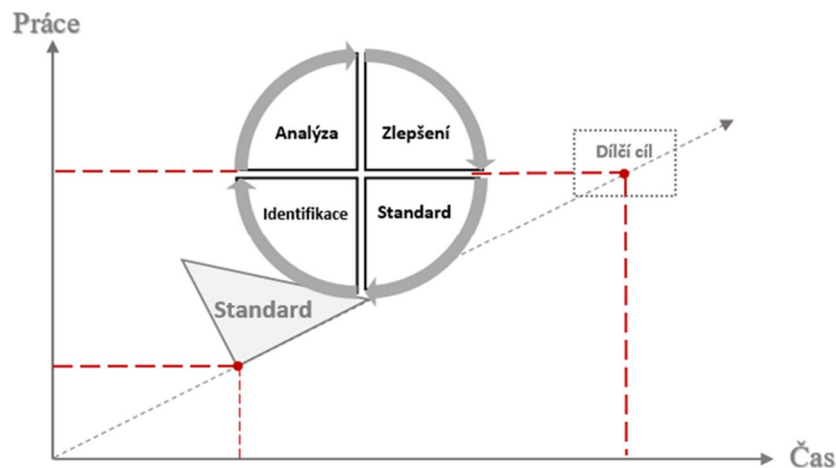 Práce
Analýza
Zlepšení
Dílčí cíl
Identifikace
Standard
Standard
Čas